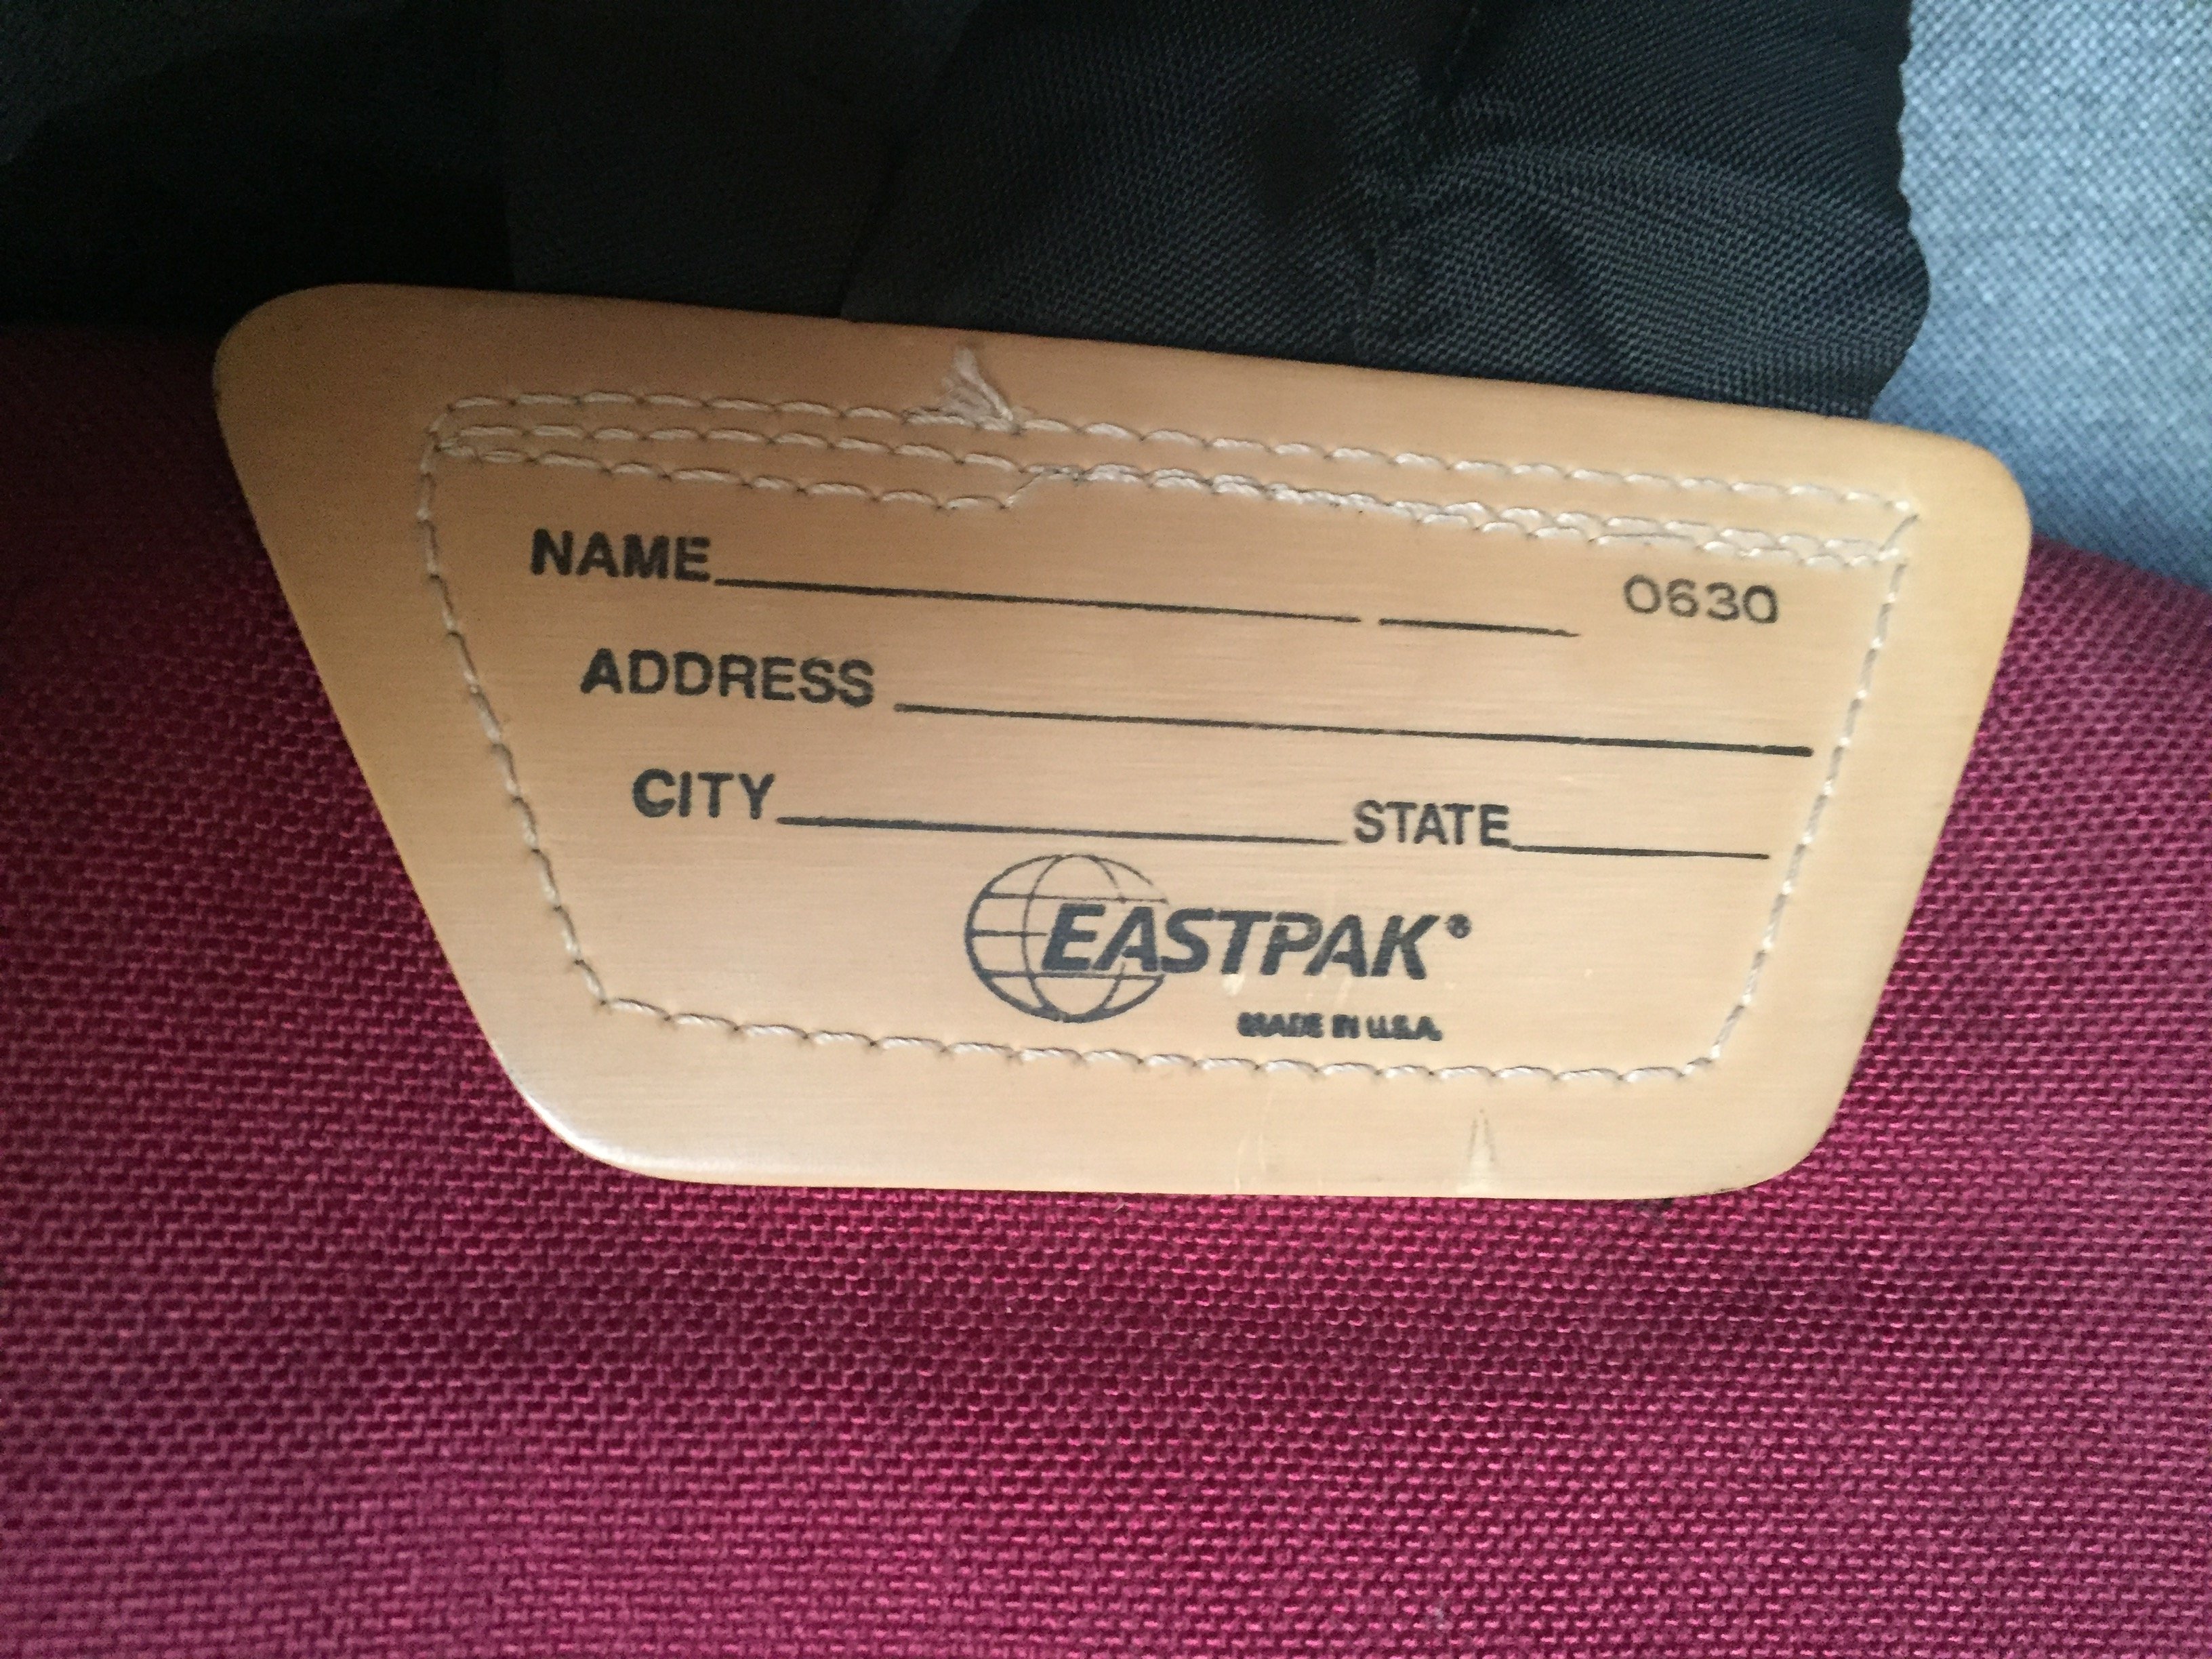 NAME 0630
ADDRESS
CITY STATE
EASTPAK®
MADE IN U.S.A.